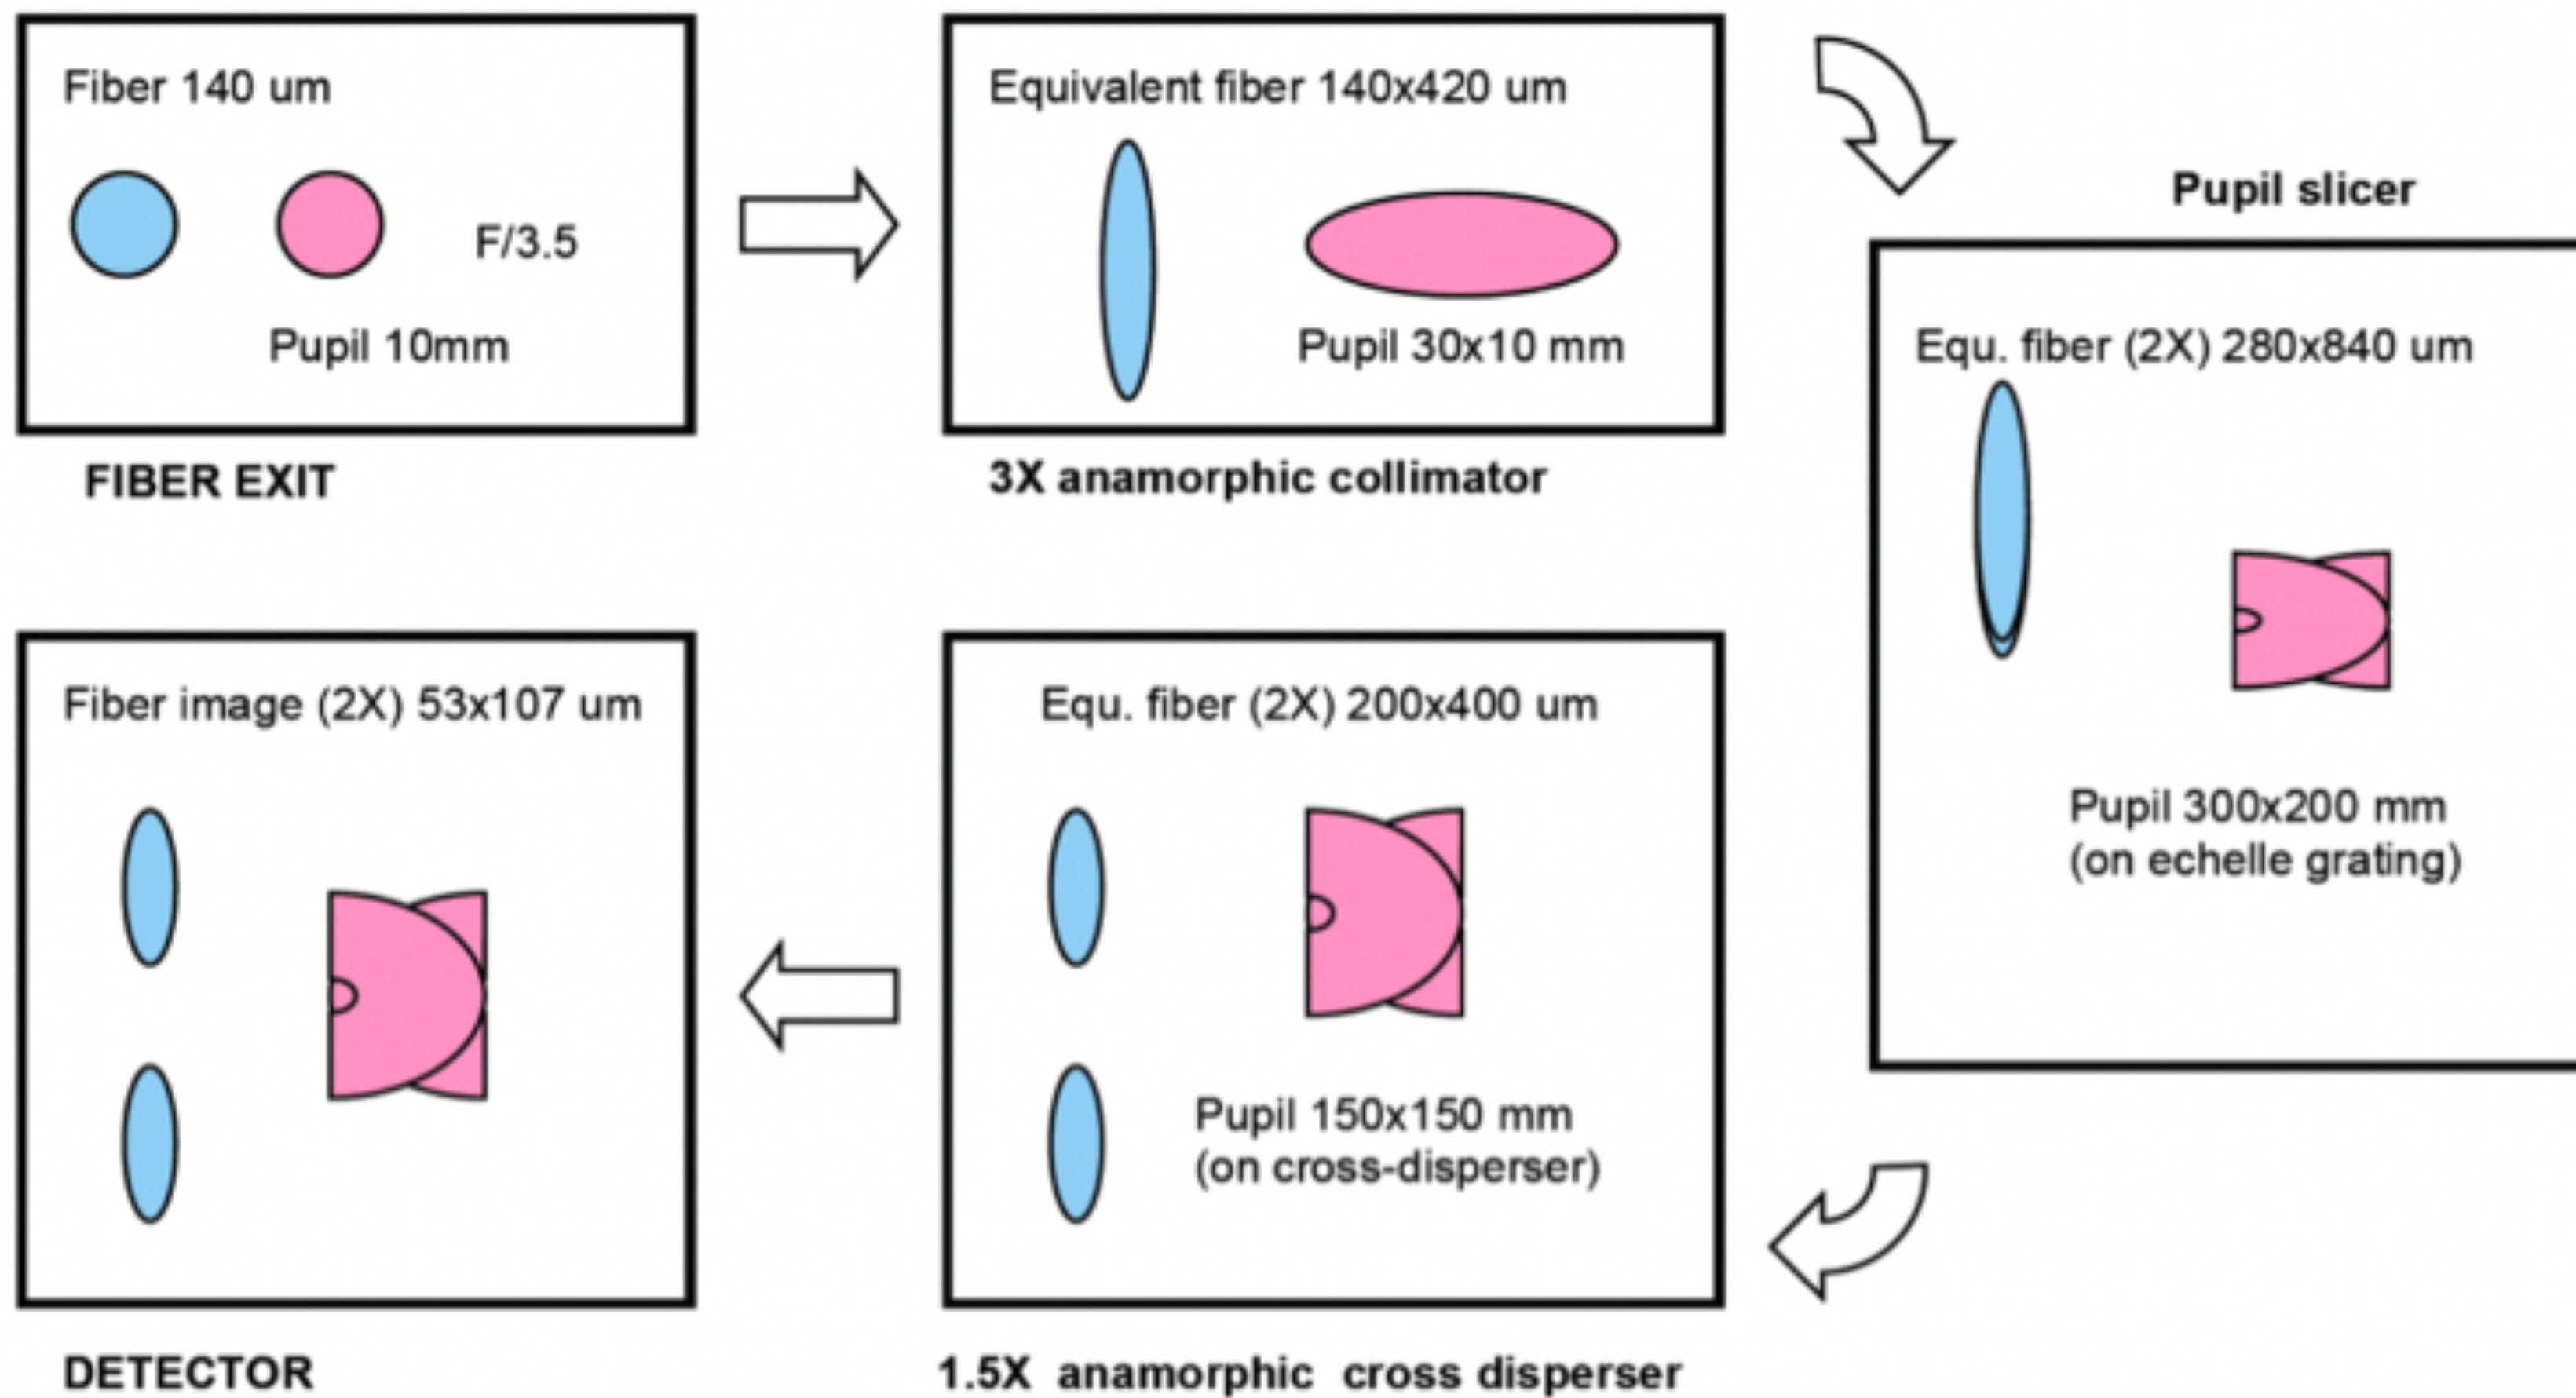 Fiber 140 um
F/3.5
Pupil 10mm
FIBER EXIT
Equivalent fiber 140x420 um
Pupil 30x10 mm
3X anamorphic collimator
Pupil slicer
Equ. fiber (2X) 280x840 um
Pupil 300x200 mm
(on echelle grating)
Equ. fiber (2X) 200x400 um
Pupil 150x150 mm
(on cross-disperser)
1.5X anamorphic cross disperser
Fiber image (2X) 53x107 um
DETECTOR